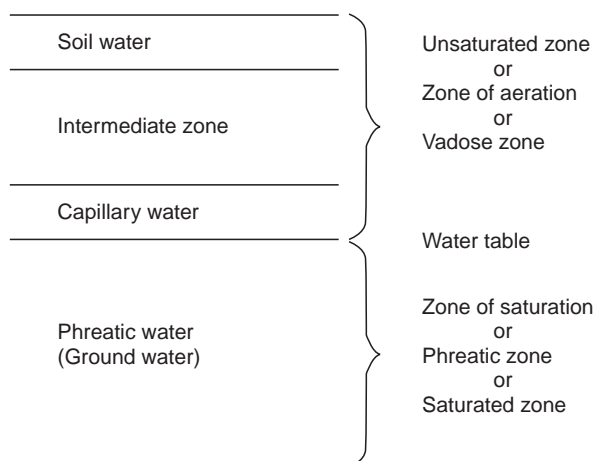 Soil water
Intermediate zone
Capillary water
Phreatic water
(Ground water)
Unsaturated zone
or
Zone of aeration
or
Vadose zone
Water table
Zone of saturation
or
Phreatic zone
or
Saturated zone